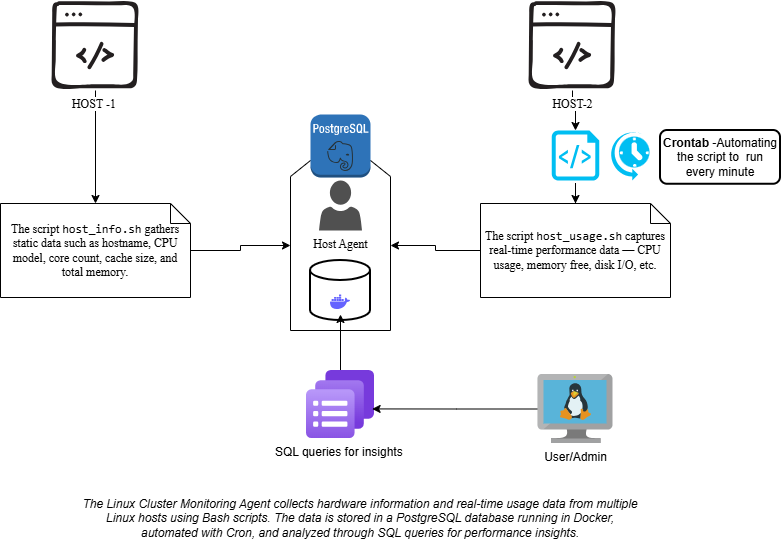 HOST -1
HOST-2
PostgreSQL
Crontab -Automating
the script to  run
every minute
The script host_info.sh gathers
static data such as hostname, CPU
model, core count, cache size, and
total memory.
Host Agent
The script host_usage.sh captures
real-time performance data — CPU
usage, memory free, disk I/O, etc.
SQL queries for insights
User/Admin
The Linux Cluster Monitoring Agent collects hardware information and real-time usage data from multiple
Linux hosts using Bash scripts. The data is stored in a PostgreSQL database running in Docker,
automated with Cron, and analyzed through SQL queries for performance insights.